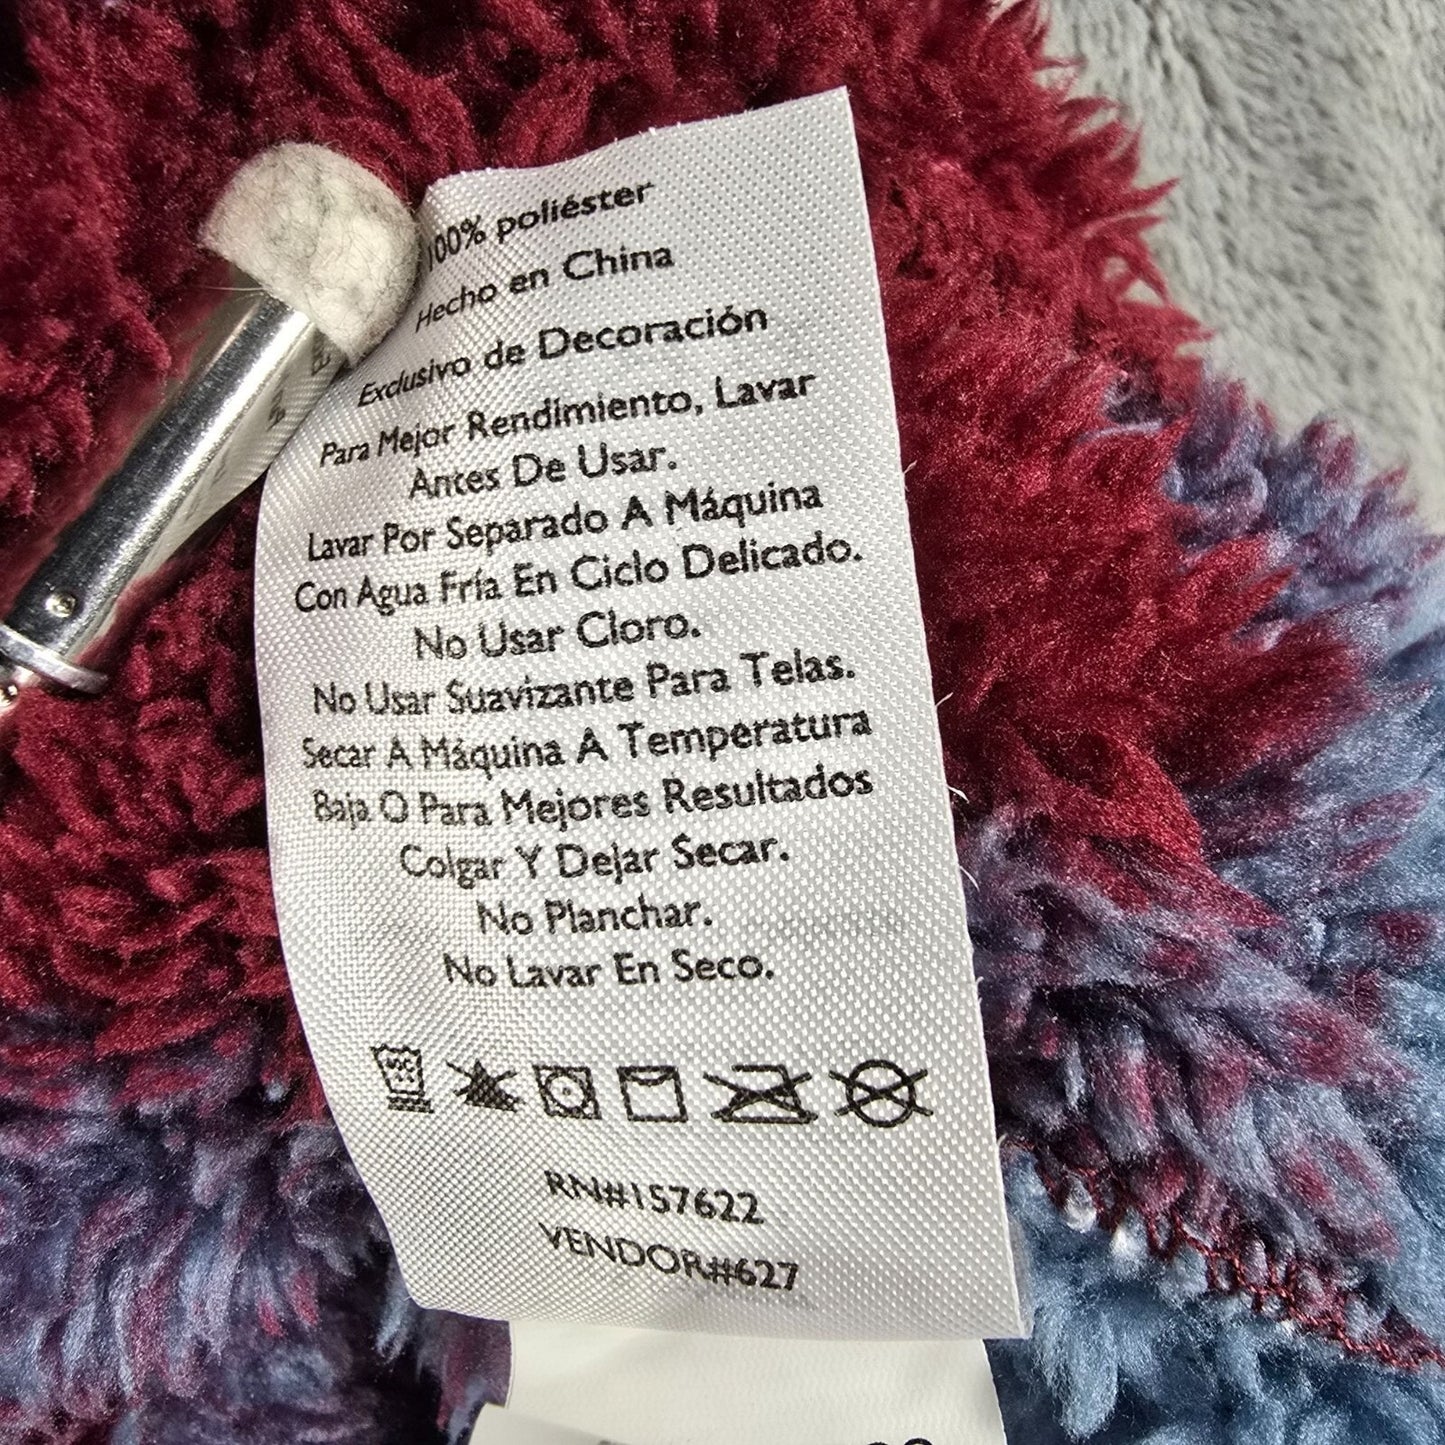 100% poliéster
Hecho en China
Exclusivo de Decoración
Para Mejor Rendimiento, Lavar
Antes De Usar.
Lavar Por Separado A Máquina
Con Agua Fría En Ciclo Delicado.
No Usar Cloro.
No Usar Suavizante Para Telas.
Secar A Máquina A Temperatura
Baja O Para Mejores Resultados
Colgar Y Dejar Secar.
No Planchar.
No Lavar En Seco.
RN#157622
VENDOR#627